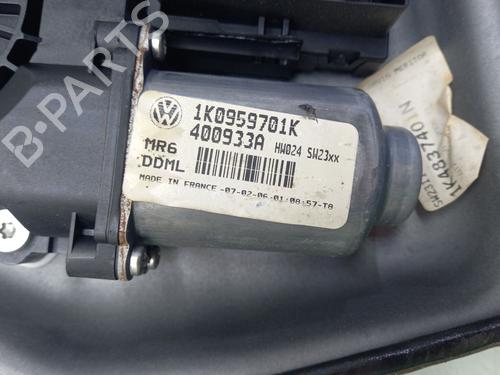 1K0959701K
400933A
MR6
HW024 SW23xx
DDML
MADE IN FRANCE -07-02-06-01:08:57-T8
1K4837401N
B-Parts